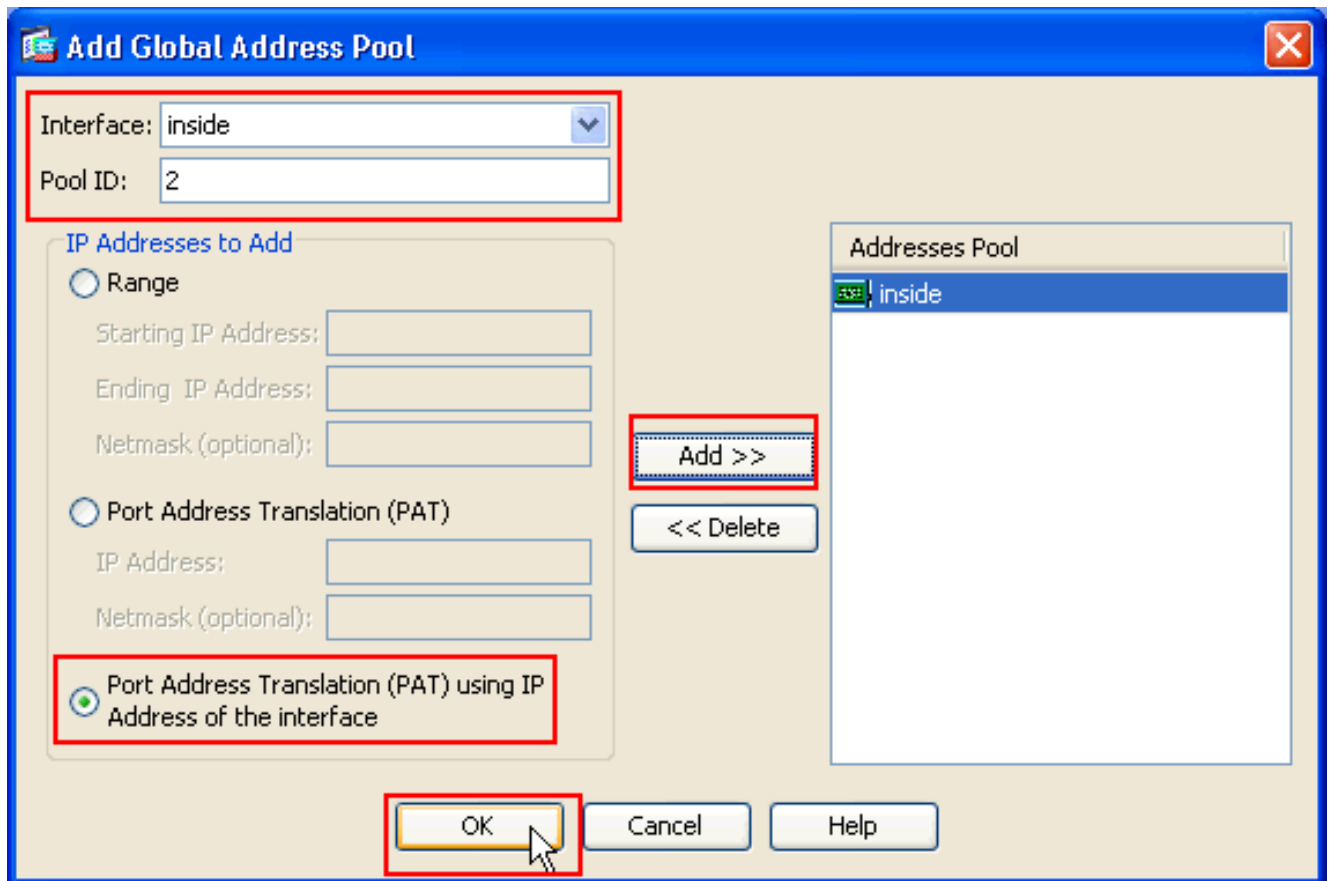 Add Global Address Pool
Interface: inside
Pool ID: 2
IP Addresses to Add
Range
Starting IP Address:
Ending IP Address:
Netmask (optional):
Port Address Translation (PAT)
IP Address:
Netmask (optional):
Port Address Translation (PAT) using IP
Address of the interface
Add >>
<< Delete
Addresses Pool
inside
OK
Cancel
Help